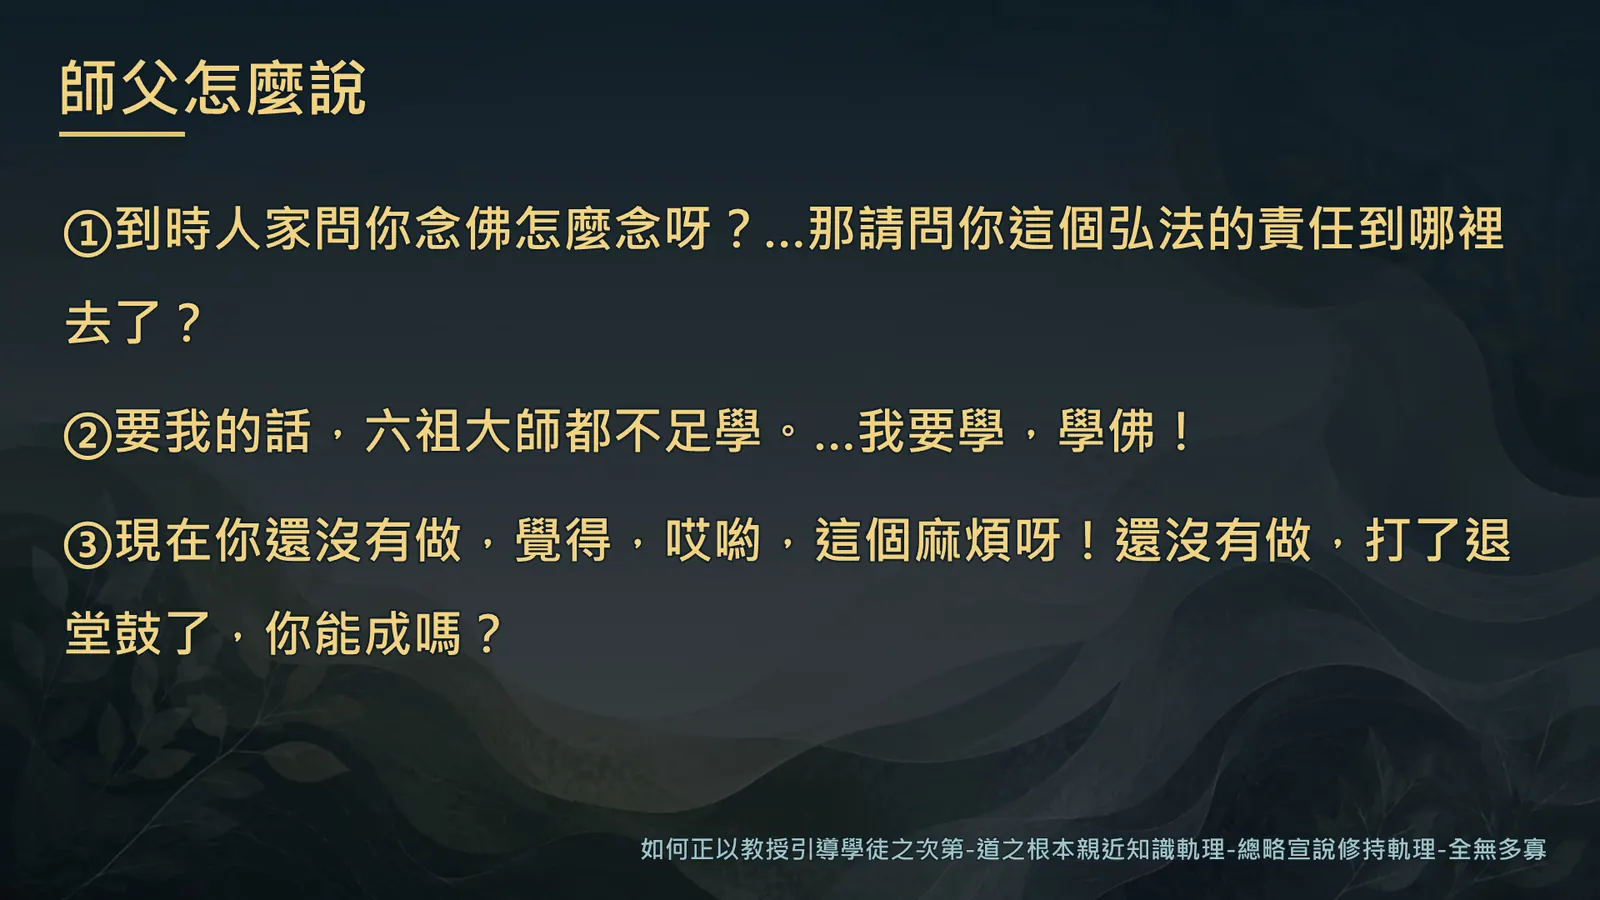 師父怎麼說
①到時人家問你念佛怎麼念呀？...那請問你這個弘法的責任到哪裡
去了？
②要我的話，六祖大師都不足學。...我要學，學佛！
③現在你還沒有做，覺得，哎喲，這個麻煩呀！還沒有做，打了退
堂鼓了，你能成嗎？
如何正以教授引導學徒之次第-道之根本親近知識軌理-總略宣說修持軌理-全無多寡